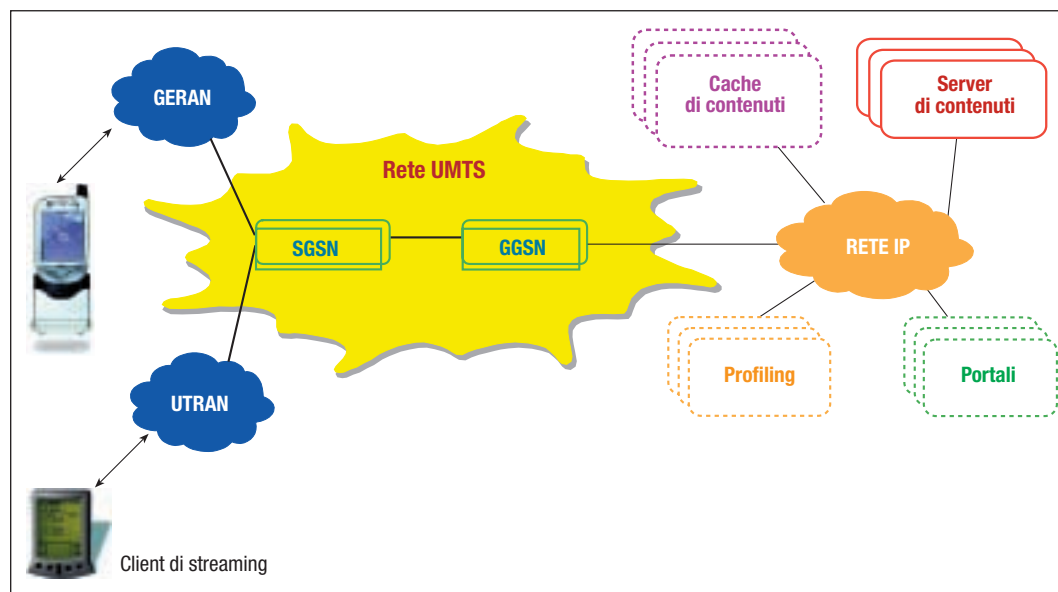 GERAN
Cache
di contenuti
Server
di contenuti
Rete UMTS
SGSN
GGSN
RETE IP
Profiling
Portali
UTRAN
Client di streaming